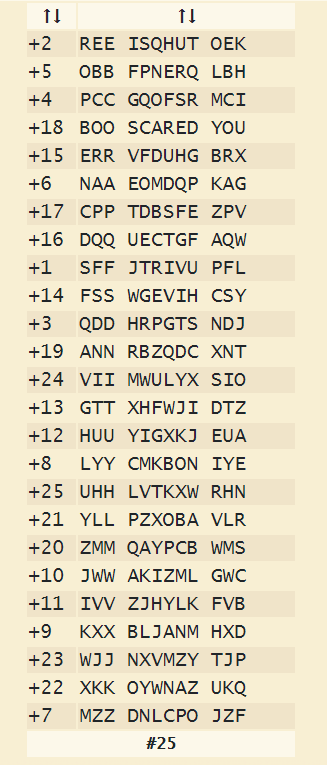 ↑↓ ↑↓
+2 REE ISQHUT OEK
+5 OBB FPNERQ LBH
+4 PCC GQOFSR MCI
+18 BOO SCARED YOU
+15 ERR VFDUHG BRX
+6 NAA EOMDQP KAG
+17 CPP TDBSFE ZPV
+16 DQQ UECTGF AQW
+1 SFF JTRIVU PFL
+14 FSS WGEVIH CSY
+3 QDD HRPGTS NDJ
+19 ANN RBZQDC XNT
+24 VII MWULYX SIO
+13 GTT XHFWJI DTZ
+12 HUU YIGXKJ EUA
+8 LYY CMKBON IYE
+25 UHH LVTKXW RHN
+21 YLL PZXOBA VLR
+20 ZMM QAYPCB WMS
+10 JWW AKIZML GWC
+11 IVV ZJHYLK FVB
+9 KXX BLJANM HXD
+23 WJJ NXVMZY TJP
+22 XKK OYWNAZ UKQ
+7 MZZ DNLCPO JZF
#25